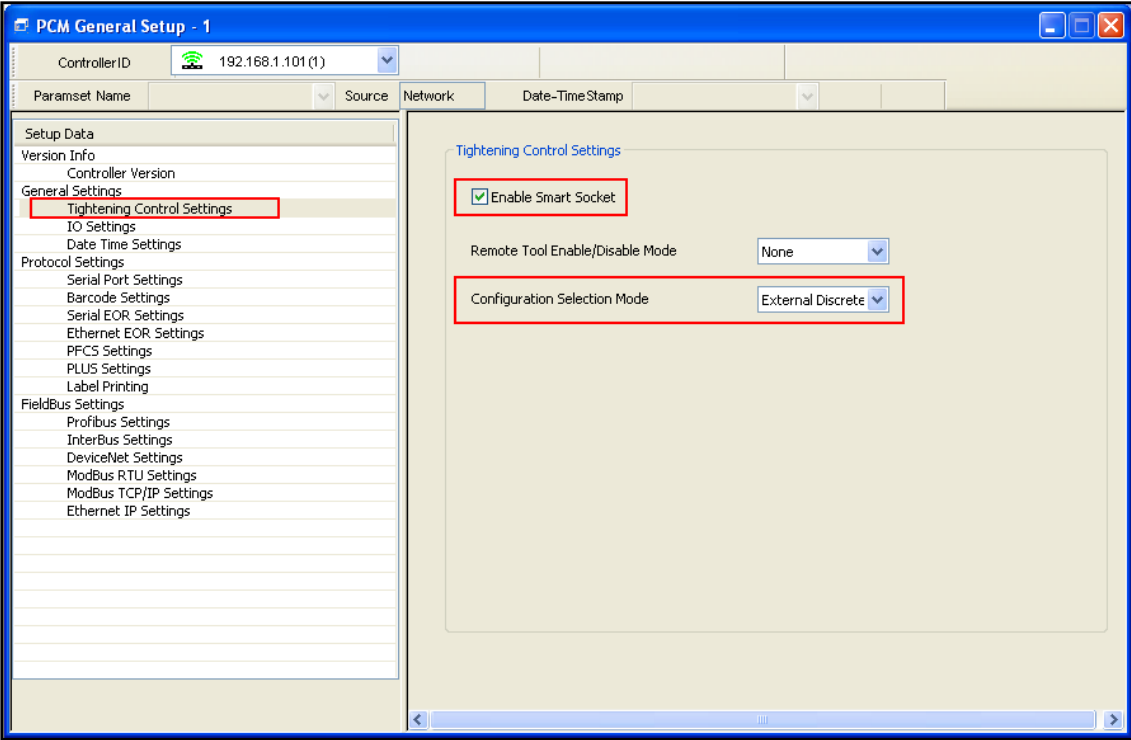 PCM General Setup - 1
ControllerID 192.168.1.101(1)
Paramset Name Source Network Date-TimeStamp
Setup Data
Version Info
Controller Version
General Settings
Tightening Control Settings
IO Settings
Date Time Settings
Protocol Settings
Serial Port Settings
Barcode Settings
Serial EOR Settings
Ethernet EOR Settings
PFCS Settings
PLUS Settings
Label Printing
FieldBus Settings
Profibus Settings
InterBus Settings
DeviceNet Settings
ModBus RTU Settings
ModBus TCP/IP Settings
Ethernet IP Settings
Tightening Control Settings
Enable Smart Socket
Remote Tool Enable/Disable Mode None
Configuration Selection Mode External Discrete